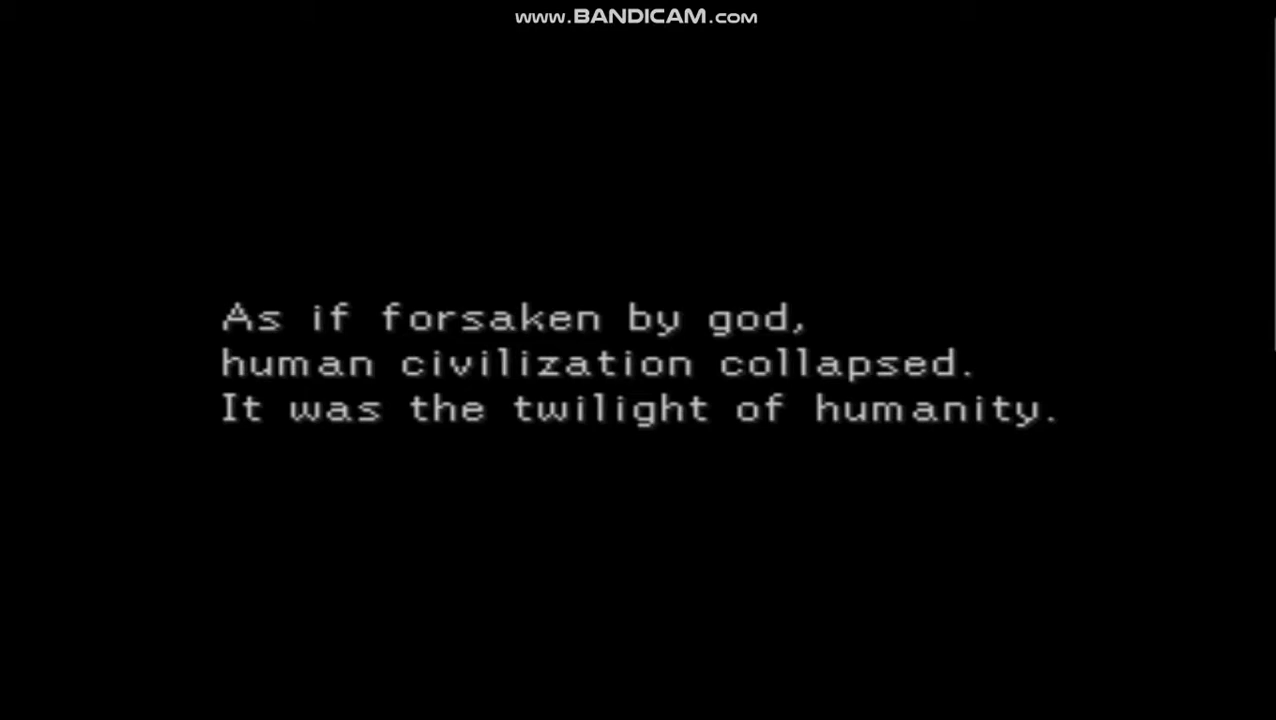 www.BANDICAM.com
As if forsaken by god,
human civilization collapsed.
It was the twilight of humanity.